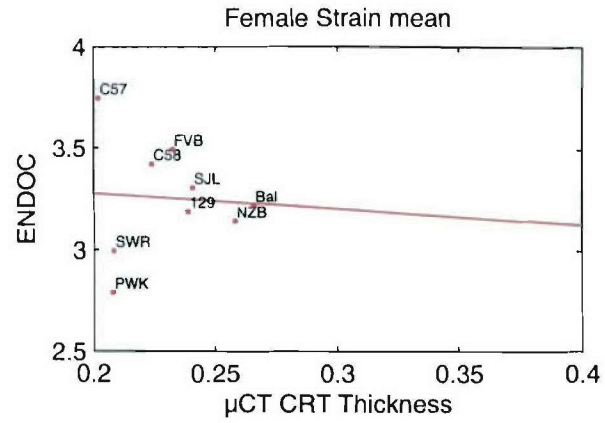 Female Strain mean
4
C57
FVB
3.5
C58
SJL
129
Bal
NZB
ENDOC
3
SWR
PWK
2.5
0.2
0.25
0.3
0.35
0.4
µCT CRT Thickness